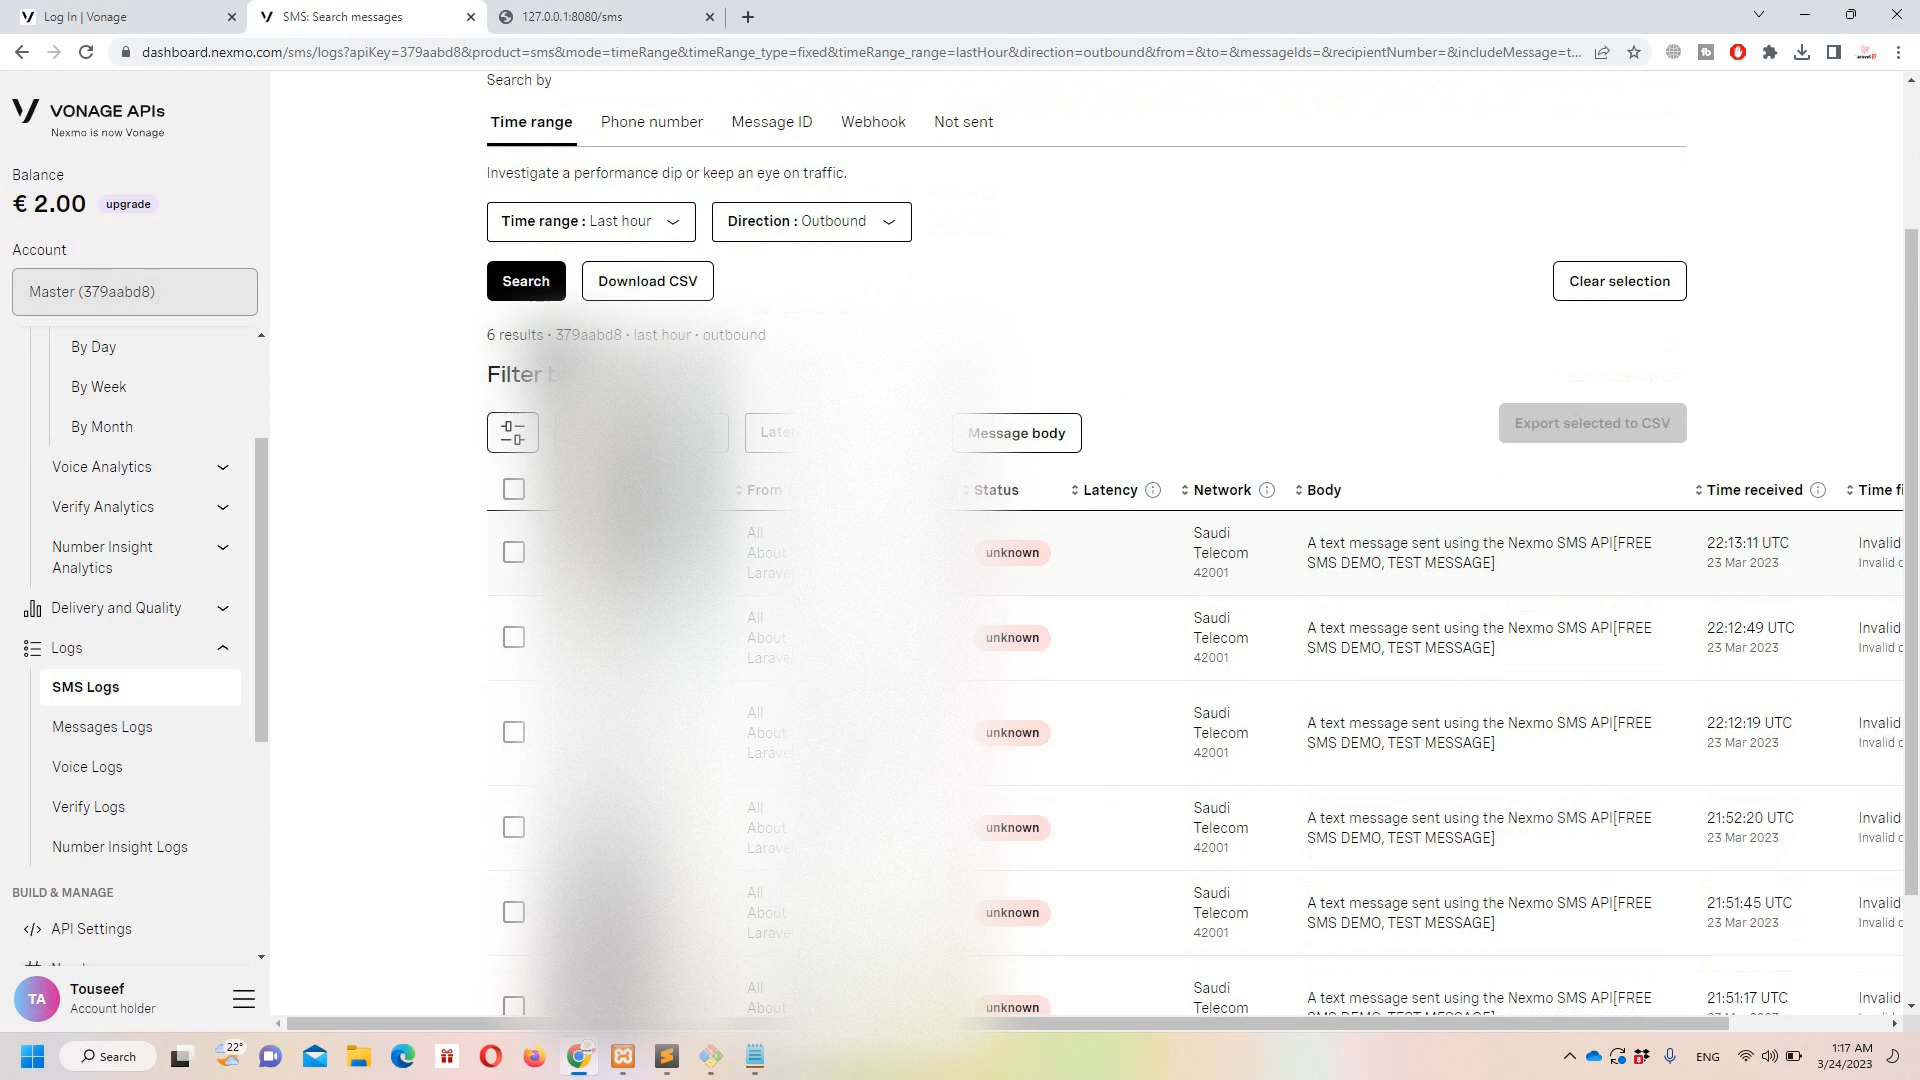 Log In | Vonage
SMS: Search messages
127.0.0.1:8080/sms
dashboard.nexmo.com/sms/logs?apiKey=379aabd8&product=sms&mode=timeRange&timeRange_type=fixed&timeRange_range=lastHour&direction=outbound&from=&to=&messageIds=&recipientNumber=&includeMessage=t...
VONAGE APIs
Nexmo is now Vonage
Balance
€ 2.00 upgrade
Account
Master (379aabd8)
By Day
By Week
By Month
Voice Analytics
Verify Analytics
Number Insight
Analytics
Delivery and Quality
Logs
SMS Logs
Messages Logs
Voice Logs
Verify Logs
Number Insight Logs
BUILD & MANAGE
API Settings
TA
Touseef
Account holder
Search by
Time range Phone number Message ID Webhook Not sent
Investigate a performance dip or keep an eye on traffic.
Time range : Last hour Direction : Outbound
Search Download CSV Clear selection
6 results · 379aabd8 · last hour · outbound
Filter
Message body Export selected to CSV
From Status Latency Network Body Time received
All
About
unknown
Saudi
Telecom
42001
A text message sent using the Nexmo SMS API[FREE
SMS DEMO, TEST MESSAGE]
22:13:11 UTC
23 Mar 2023
Invalid
All
About
unknown
Saudi
Telecom
42001
A text message sent using the Nexmo SMS API[FREE
SMS DEMO, TEST MESSAGE]
22:12:49 UTC
23 Mar 2023
Invalid
All
About
unknown
Saudi
Telecom
42001
A text message sent using the Nexmo SMS API[FREE
SMS DEMO, TEST MESSAGE]
22:12:19 UTC
23 Mar 2023
Invalid
All
About
unknown
Saudi
Telecom
42001
A text message sent using the Nexmo SMS API[FREE
SMS DEMO, TEST MESSAGE]
21:52:20 UTC
23 Mar 2023
Invalid
All
About
unknown
Saudi
Telecom
42001
A text message sent using the Nexmo SMS API[FREE
SMS DEMO, TEST MESSAGE]
21:51:45 UTC
23 Mar 2023
Invalid
All
About
unknown
Saudi
Telecom
A text message sent using the Nexmo SMS API[FREE
21:51:17 UTC
Invalid
22°
Search
ENG
1:17 AM
3/24/2023